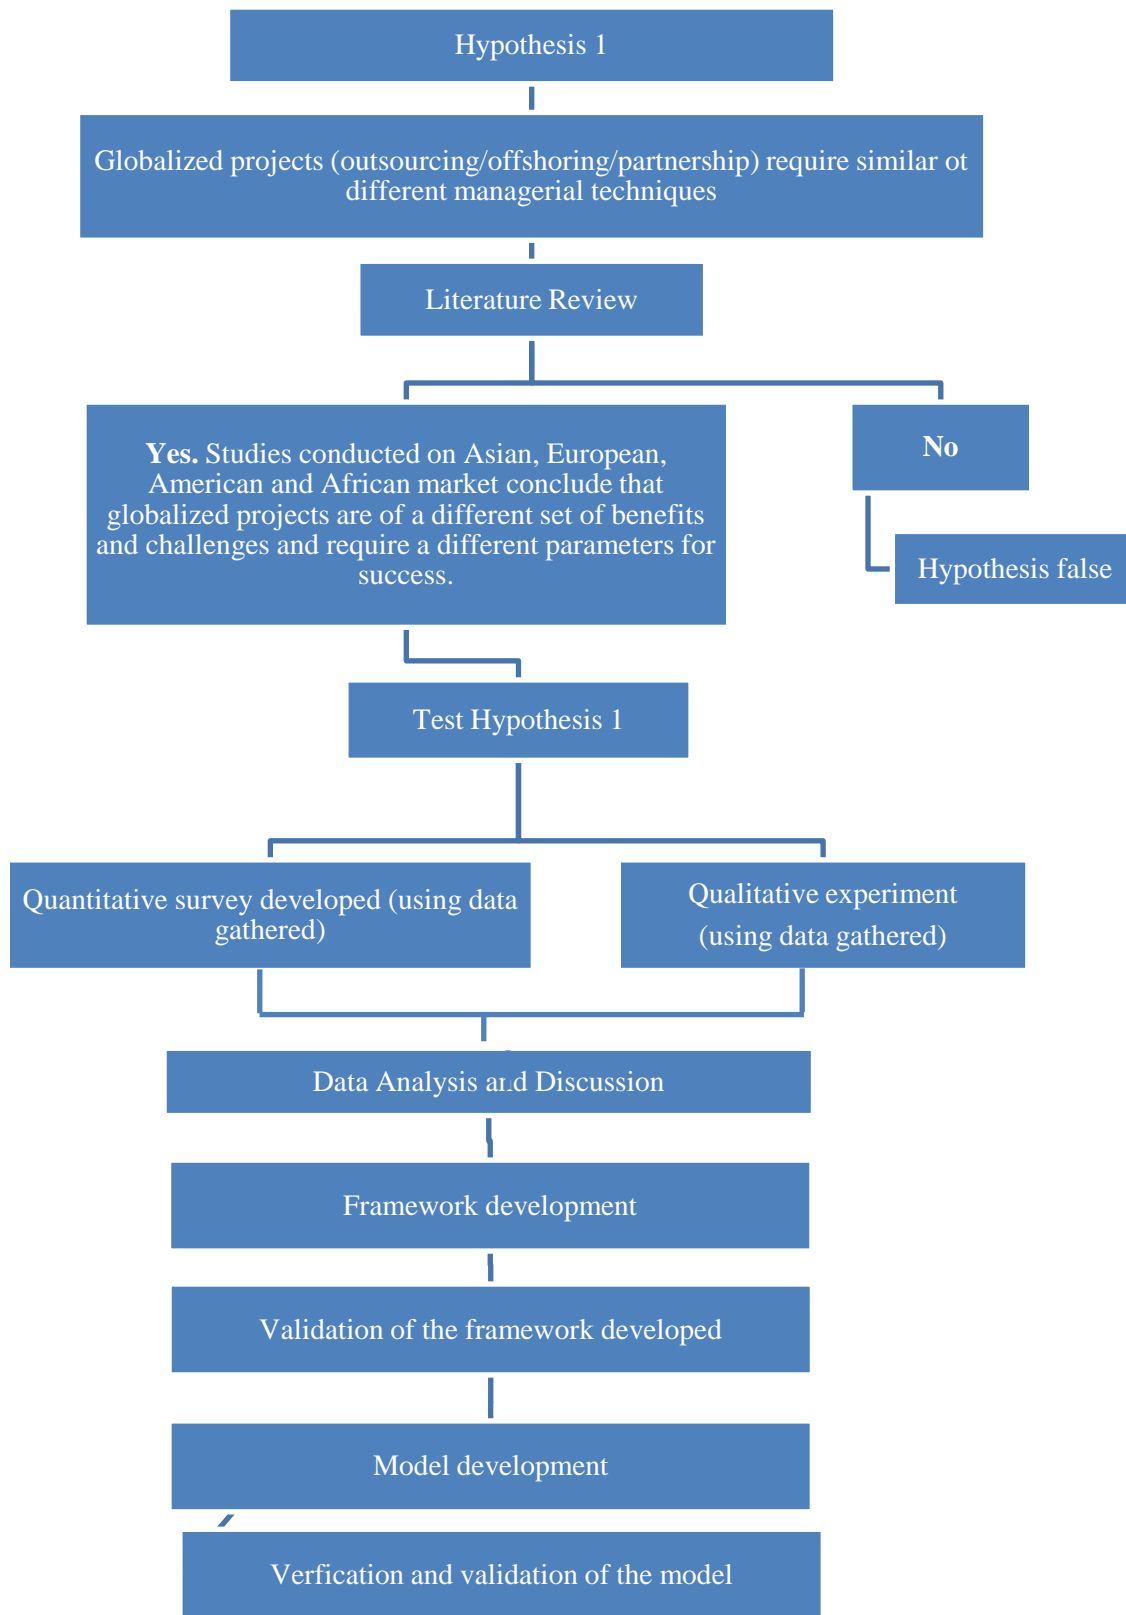 Hypothesis 1
Globalized projects (outsourcing/offshoring/partnership) require similar ot
different managerial techniques
Literature Review
Yes. Studies conducted on Asian, European,
American and African market conclude that
globalized projects are of a different set of benefits
and challenges and require a different parameters for
success.
No
Hypothesis false
Test Hypothesis 1
Quantitative survey developed (using data
gathered)
Qualitative experiment
(using data gathered)
Data Analysis and Discussion
Framework development
Validation of the framework developed
Model development
Verfication and validation of the model